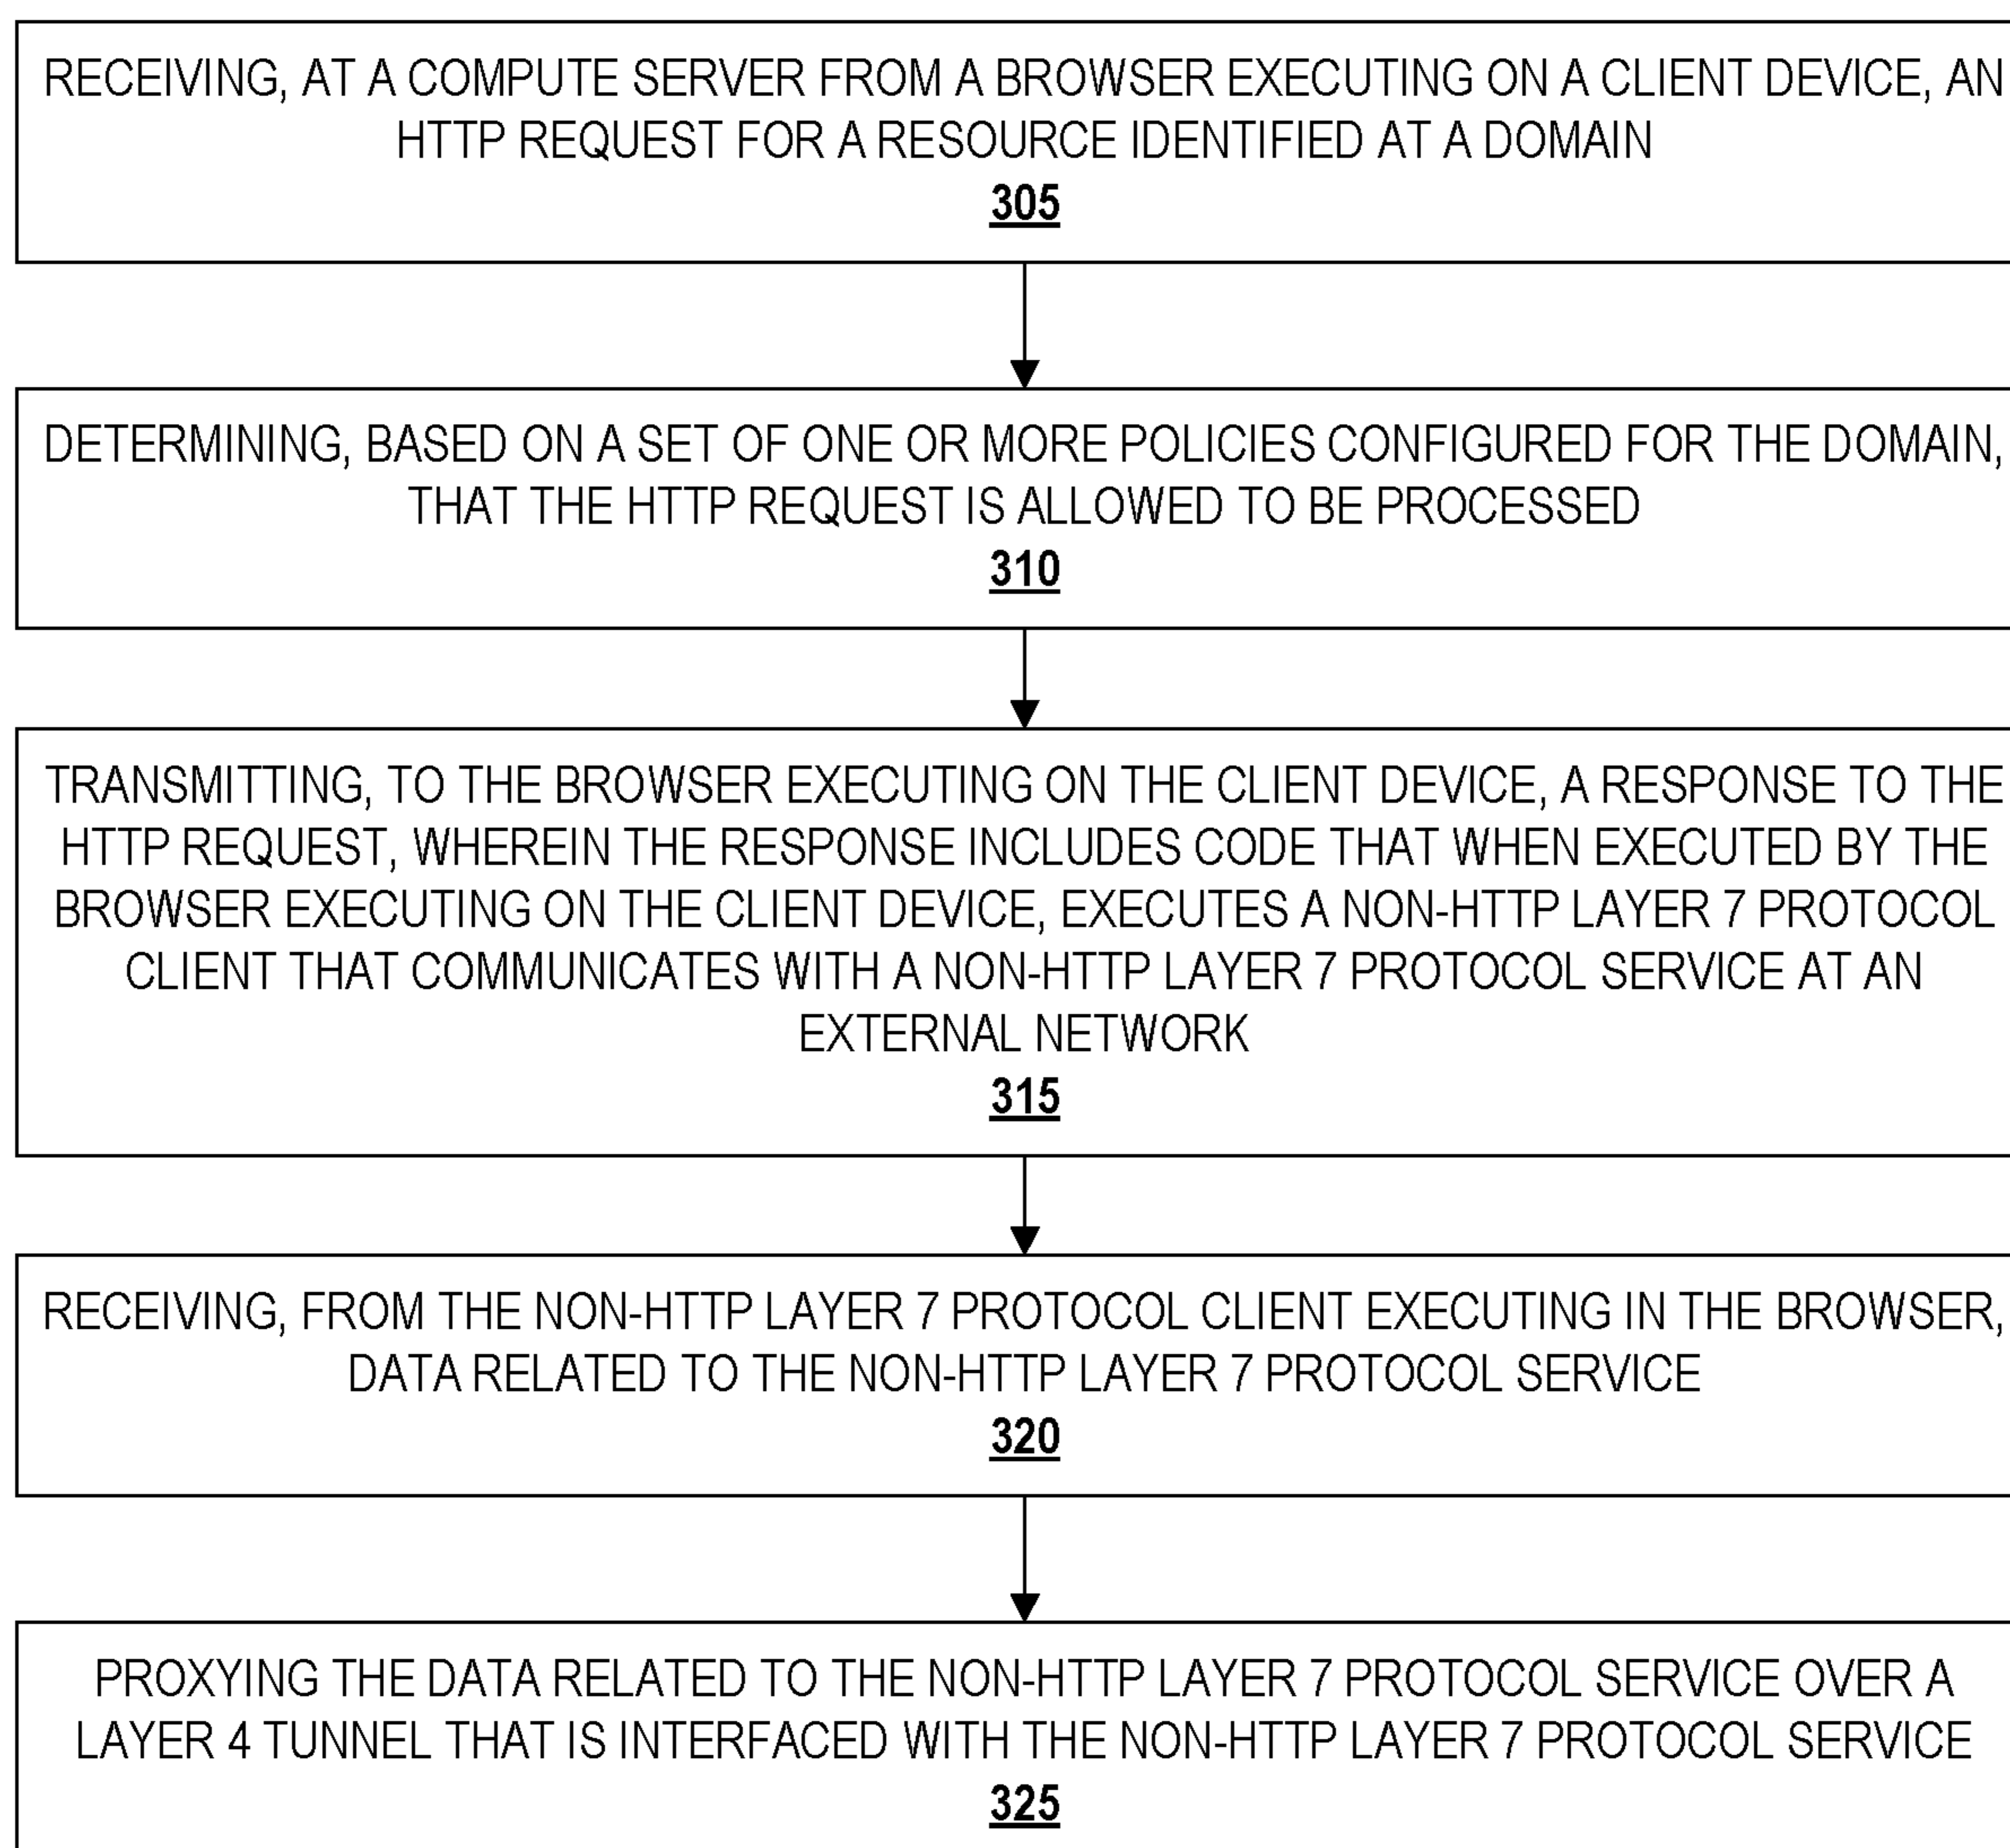 RECEIVING, AT A COMPUTE SERVER FROM A BROWSER EXECUTING ON A CLIENT DEVICE, AN
HTTP REQUEST FOR A RESOURCE IDENTIFIED AT A DOMAIN
305
DETERMINING, BASED ON A SET OF ONE OR MORE POLICIES CONFIGURED FOR THE DOMAIN,
THAT THE HTTP REQUEST IS ALLOWED TO BE PROCESSED
310
TRANSMITTING, TO THE BROWSER EXECUTING ON THE CLIENT DEVICE, A RESPONSE TO THE
HTTP REQUEST, WHEREIN THE RESPONSE INCLUDES CODE THAT WHEN EXECUTED BY THE
BROWSER EXECUTING ON THE CLIENT DEVICE, EXECUTES A NON-HTTP LAYER 7 PROTOCOL
CLIENT THAT COMMUNICATES WITH A NON-HTTP LAYER 7 PROTOCOL SERVICE AT AN
EXTERNAL NETWORK
315
RECEIVING, FROM THE NON-HTTP LAYER 7 PROTOCOL CLIENT EXECUTING IN THE BROWSER,
DATA RELATED TO THE NON-HTTP LAYER 7 PROTOCOL SERVICE
320
PROXYING THE DATA RELATED TO THE NON-HTTP LAYER 7 PROTOCOL SERVICE OVER A
LAYER 4 TUNNEL THAT IS INTERFACED WITH THE NON-HTTP LAYER 7 PROTOCOL SERVICE
325